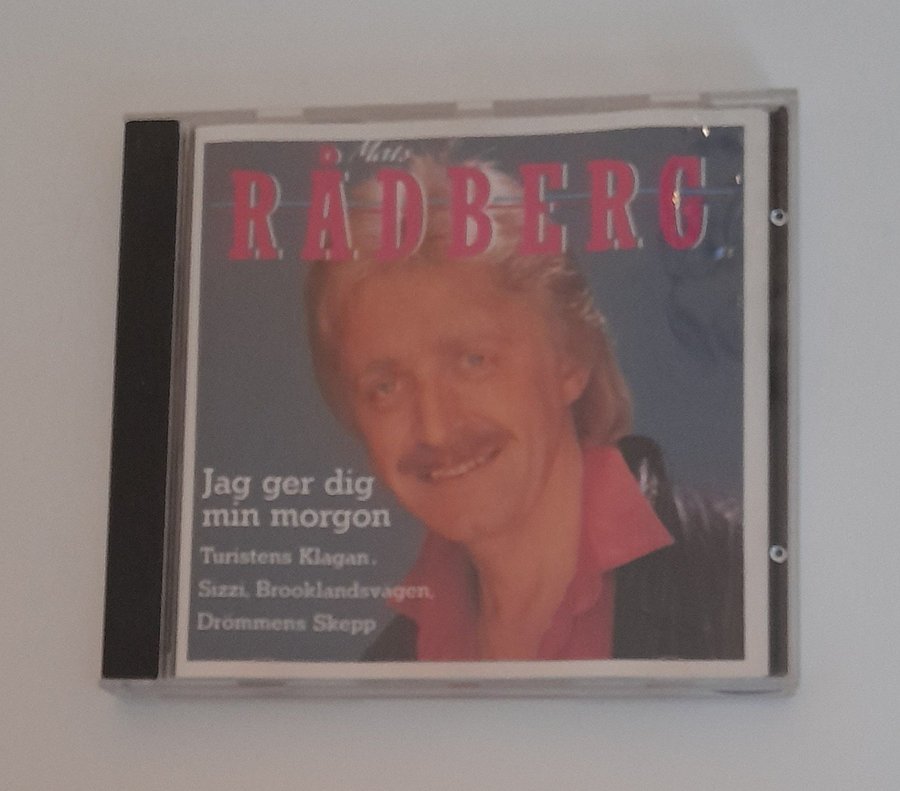 Mats
RÅDBERG
Jag ger dig
min morgon
Turistens Klagan,
Sizzi, Brooklandsvägen,
Drömmens Skepp